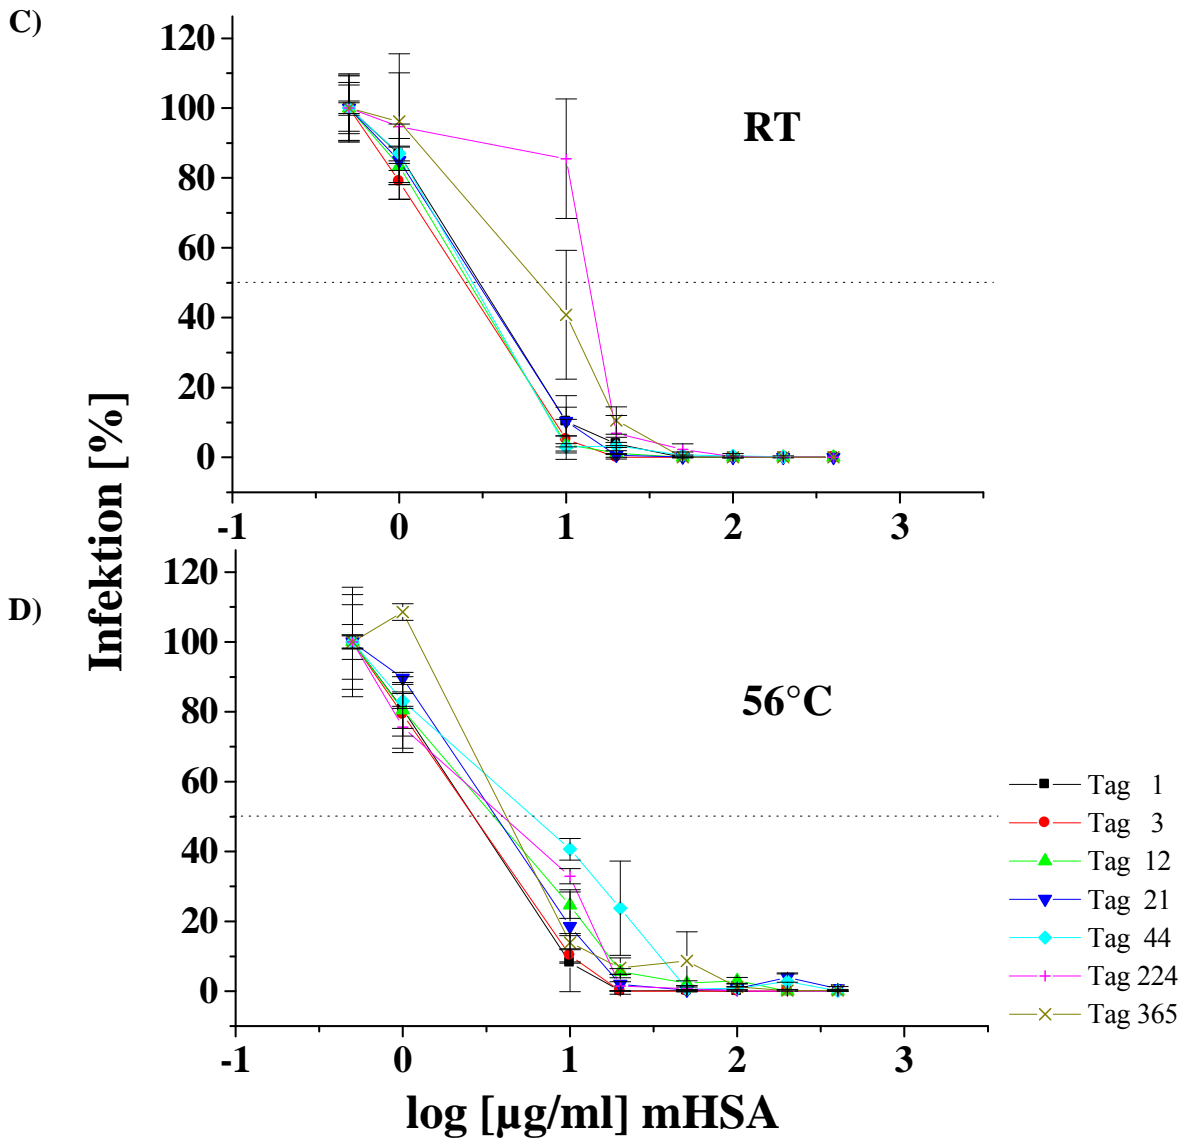 C)
120
100
80
60
40
20
0
RT
-1 0 1 2 3
Infektion [%]
D)
120
100
80
60
40
20
0
56°C
-1 0 1 2 3
log [µg/ml] mHSA
Tag 1
Tag 3
Tag 12
Tag 21
Tag 44
Tag 224
Tag 365